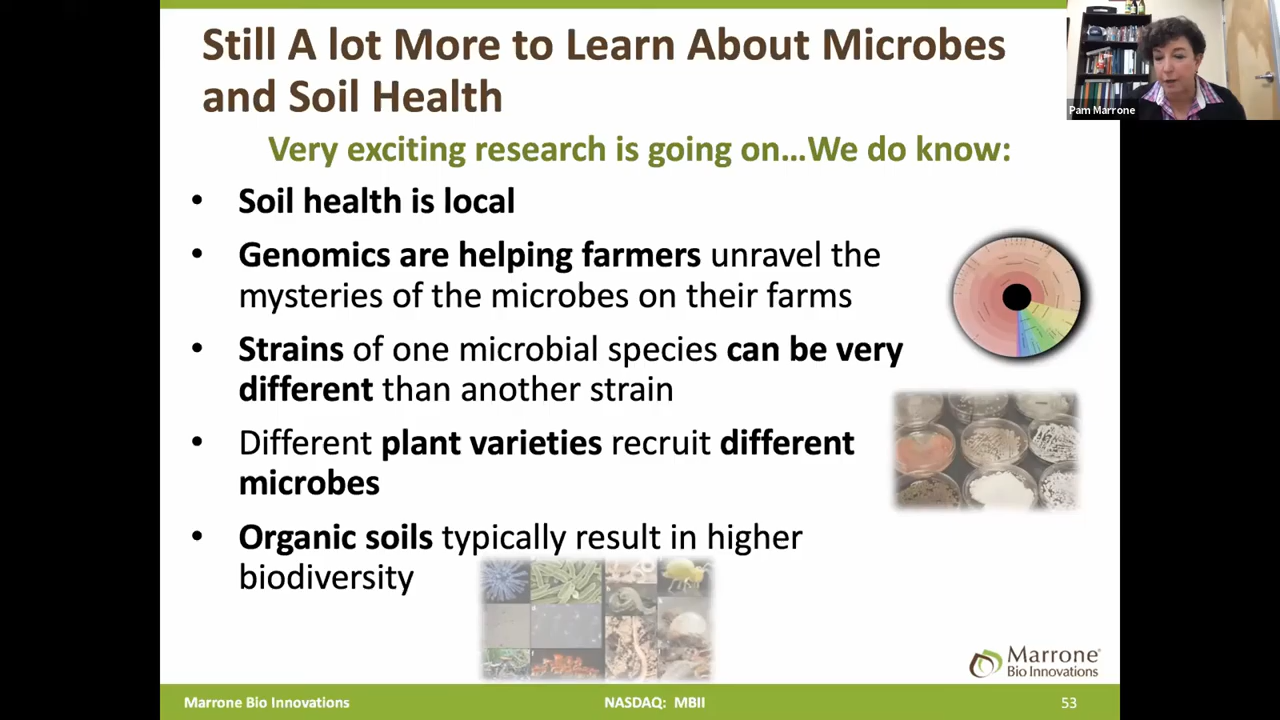 Still A lot More to Learn About Microbes
and Soil Health
Pam Marrone
Very exciting research is going on...We do know:
• Soil health is local
• Genomics are helping farmers unravel the
mysteries of the microbes on their farms
• Strains of one microbial species can be very
different than another strain
• Different plant varieties recruit different
microbes
• Organic soils typically result in higher
biodiversity
Marrone
Bio Innovations
Marrone Bio Innovations
NASDAQ: MBII
53